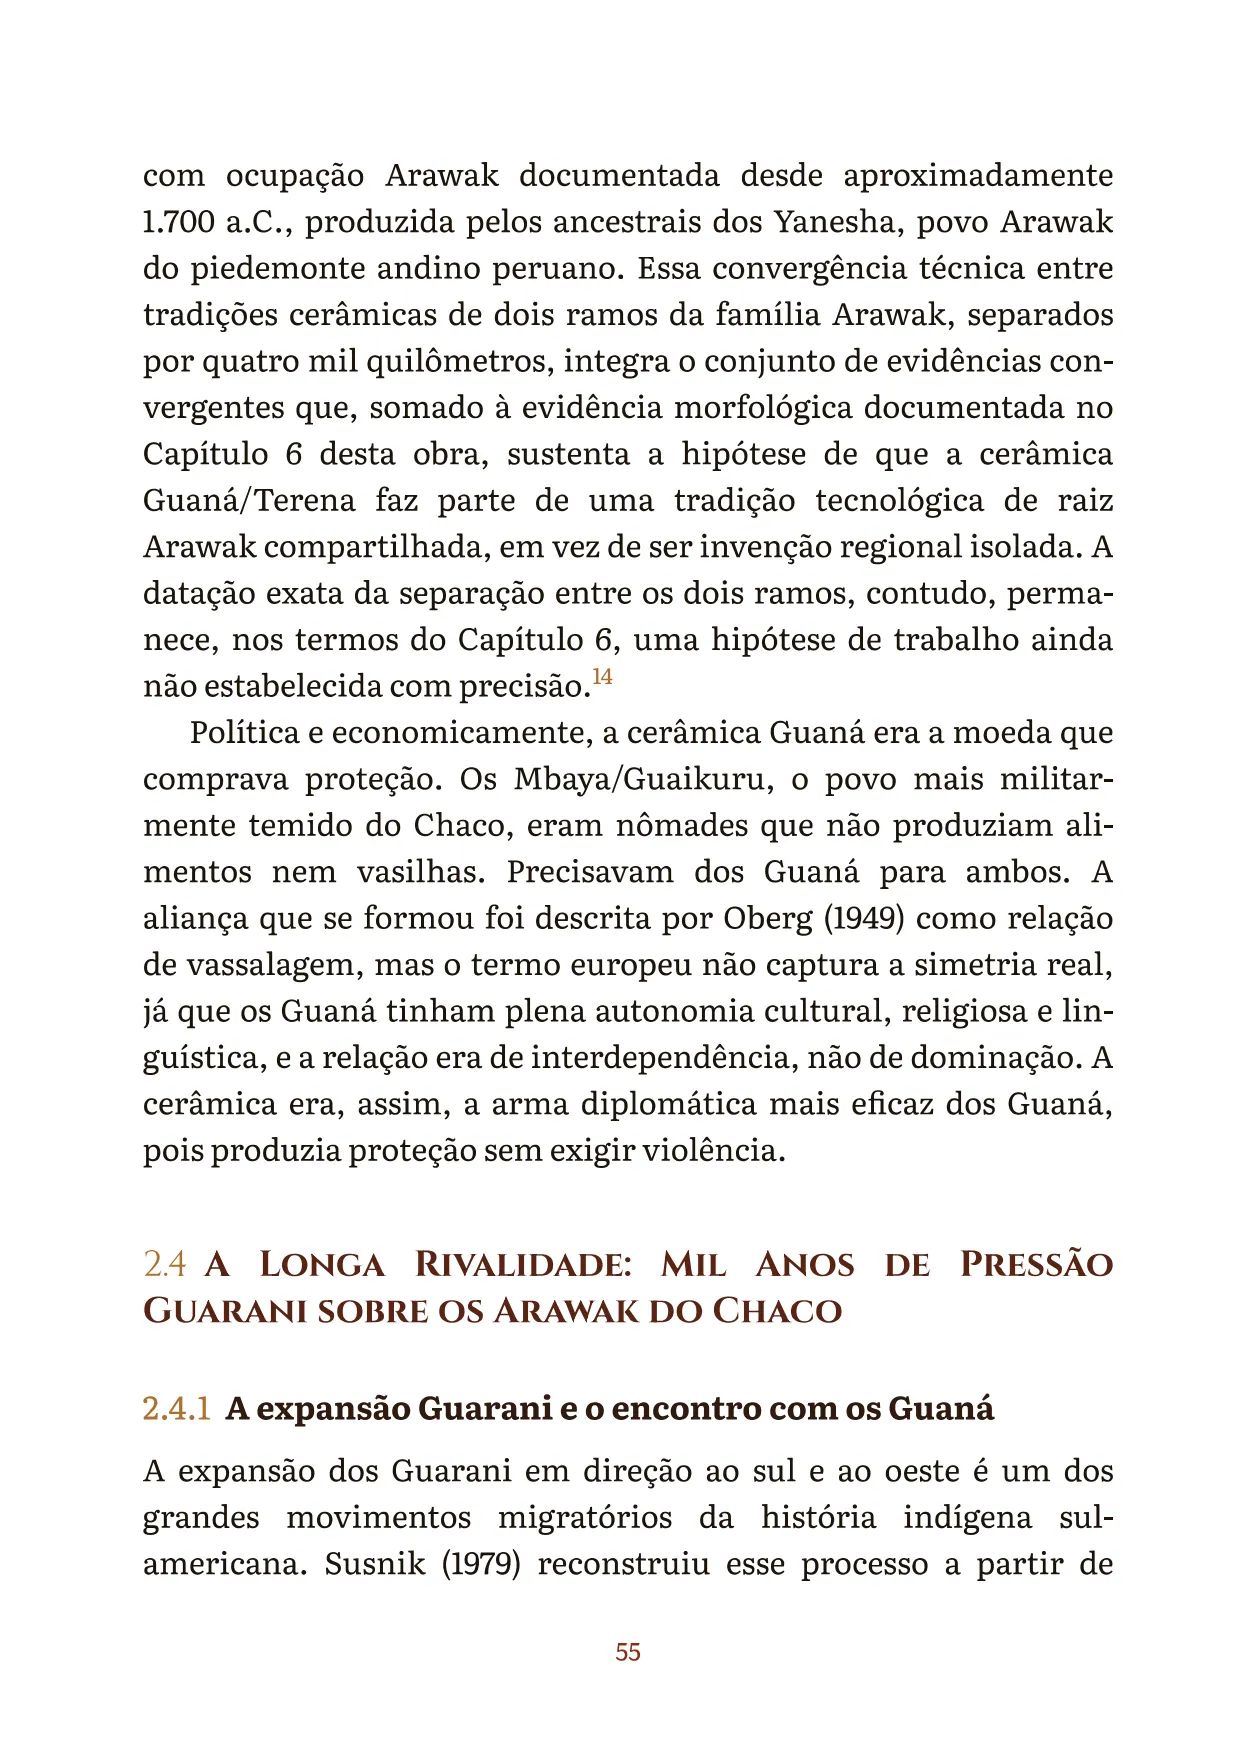 com ocupação Arawak documentada desde aproximadamente
1.700 a.C., produzida pelos ancestrais dos Yanesha, povo Arawak
do piedemonte andino peruano. Essa convergência técnica entre
tradições cerâmicas de dois ramos da família Arawak, separados
por quatro mil quilômetros, integra o conjunto de evidências con-
vergentes que, somado à evidência morfológica documentada no
Capítulo 6 desta obra, sustenta a hipótese de que a cerâmica
Guaná/Terena faz parte de uma tradição tecnológica de raiz
Arawak compartilhada, em vez de ser invenção regional isolada. A
datação exata da separação entre os dois ramos, contudo, perma-
nece, nos termos do Capítulo 6, uma hipótese de trabalho ainda
não estabelecida com precisão.14
Política e economicamente, a cerâmica Guaná era a moeda que
comprava proteção. Os Mbaya/Guaikuru, o povo mais militar-
mente temido do Chaco, eram nômades que não produziam ali-
mentos nem vasilhas. Precisavam dos Guaná para ambos. A
aliança que se formou foi descrita por Oberg (1949) como relação
de vassalagem, mas o termo europeu não captura a simetria real,
já que os Guaná tinham plena autonomia cultural, religiosa e lin-
guística, e a relação era de interdependência, não de dominação. A
cerâmica era, assim, a arma diplomática mais eficaz dos Guaná,
pois produzia proteção sem exigir violência.
2.4 A Longa Rivalidade: Mil Anos de Pressão
Guarani sobre os Arawak do Chaco
2.4.1 A expansão Guarani e o encontro com os Guaná
A expansão dos Guarani em direção ao sul e ao oeste é um dos
grandes movimentos migratórios da história indígena sul-
americana. Susnik (1979) reconstruiu esse processo a partir de
55